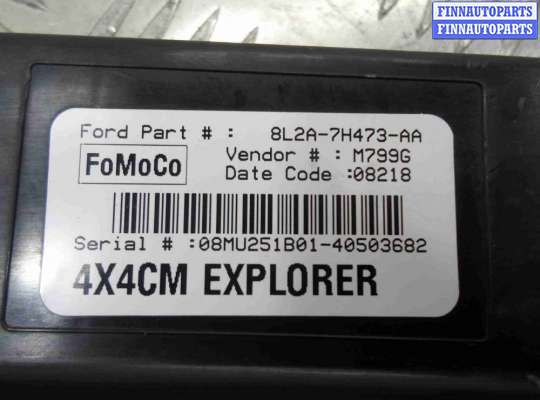 FINNAUTOPARTS
FINNAUTOPARTS
Ford Part # : 8L2A-7H473-AA
FoMoCo
Vendor # : M799G
Date Code :08218
Serial # :08MU251B01-40503682
4X4CM EXPLORER